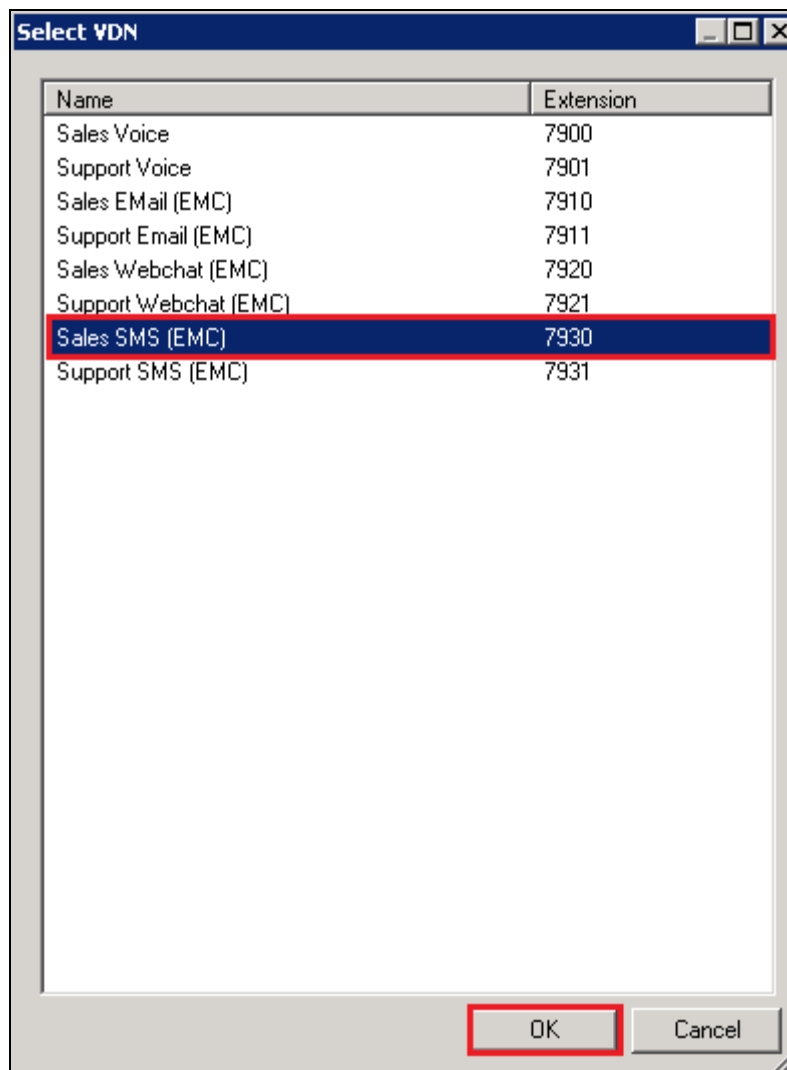 Select VDN
Name Extension
Sales Voice 7900
Support Voice 7901
Sales EMail (EMC) 7910
Support Email (EMC) 7911
Sales Webchat (EMC) 7920
Support Webchat (EMC) 7921
Sales SMS (EMC) 7930
Support SMS (EMC) 7931
OK Cancel